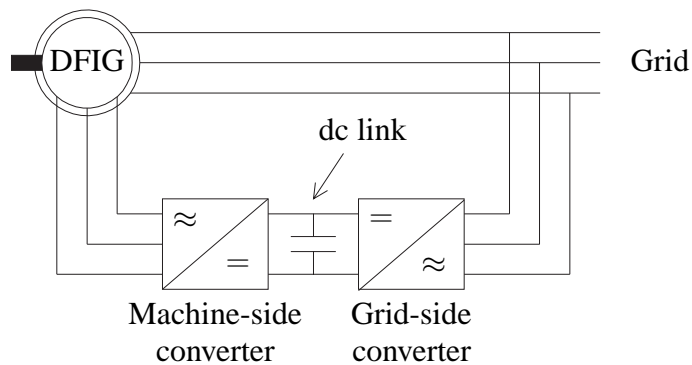 DFIG
Grid
dc link
≈
=
=
≈
Machine-side
converter
Grid-side
converter